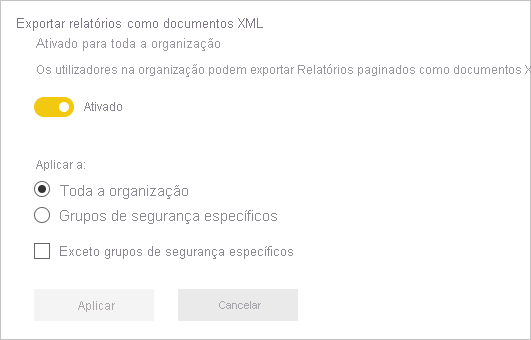 Exportar relatórios como documentos XML
Ativado para toda a organização
Os utilizadores na organização podem exportar Relatórios paginados como documentos X
Ativado
Aplicar a:
Toda a organização
Grupos de segurança específicos
Exceto grupos de segurança específicos
Aplicar
Cancelar